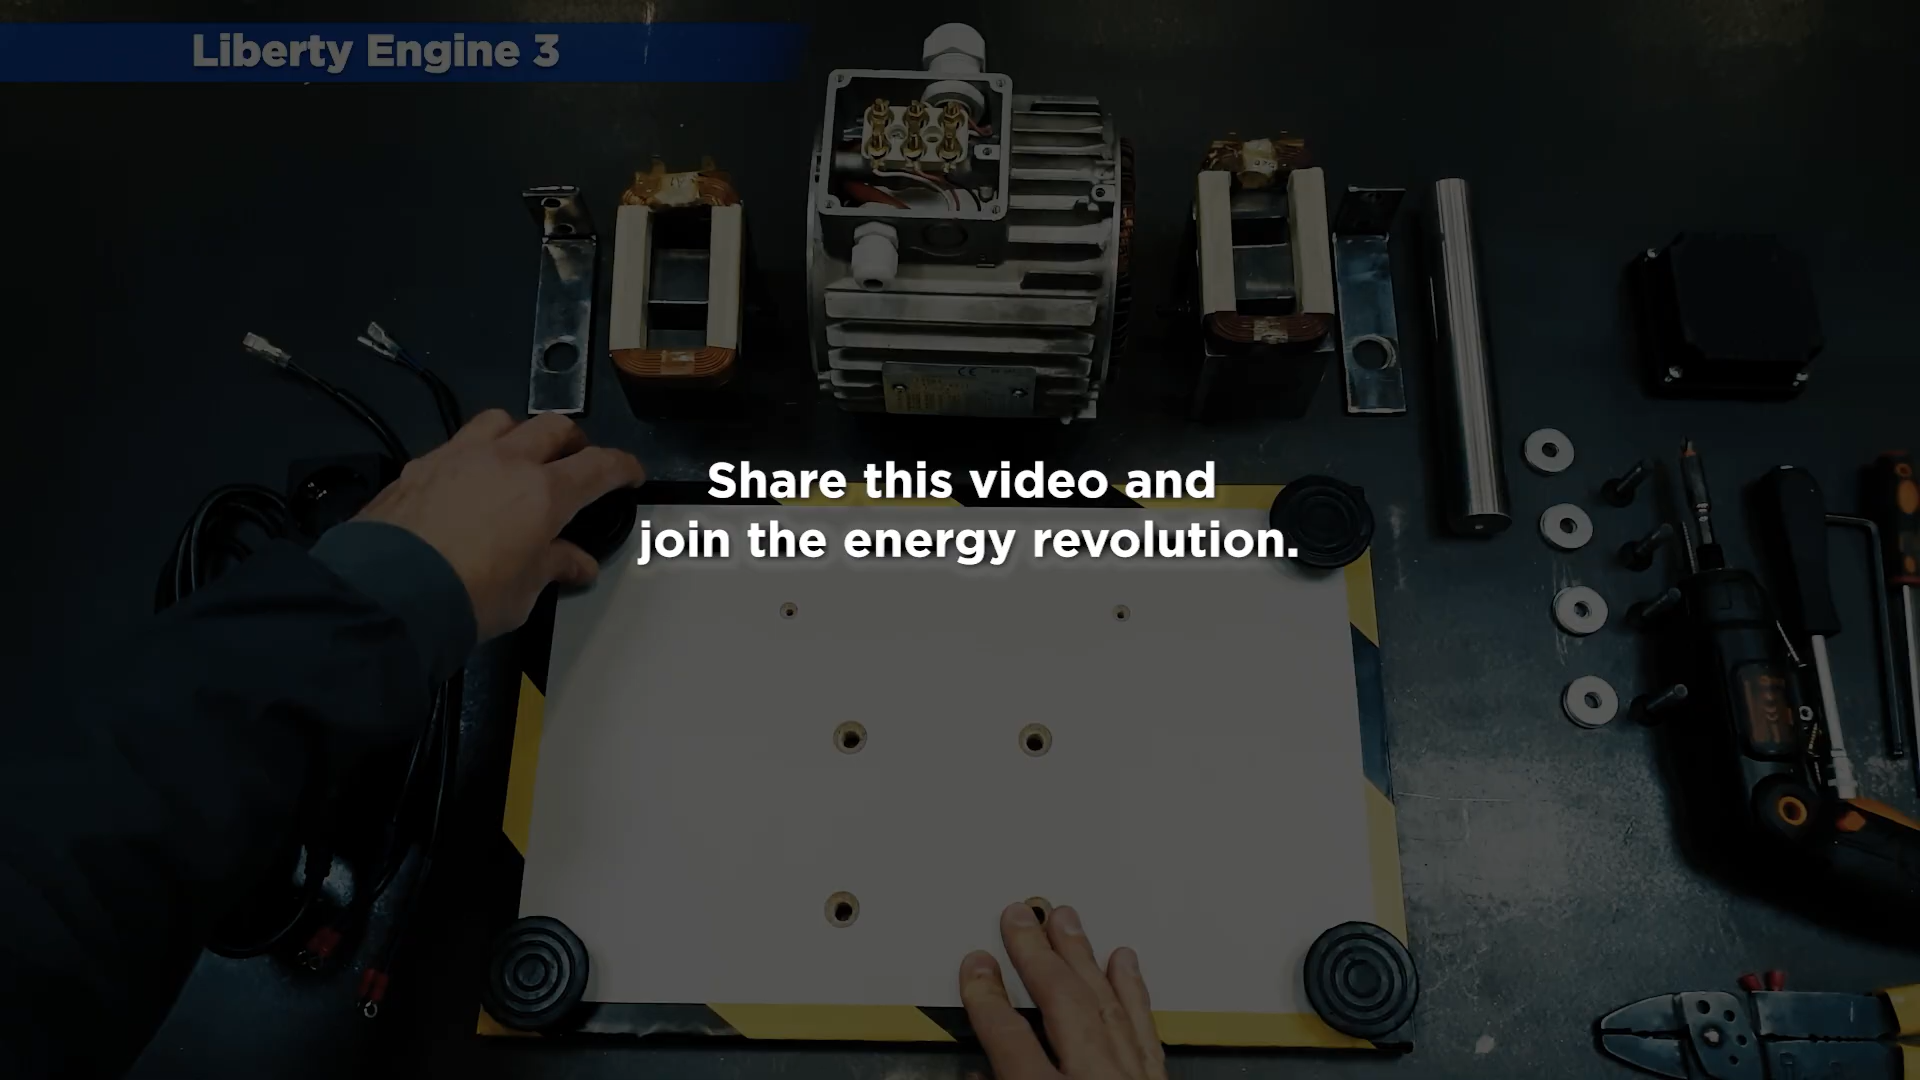 Liberty Engine 3
Share this video and
join the energy revolution.